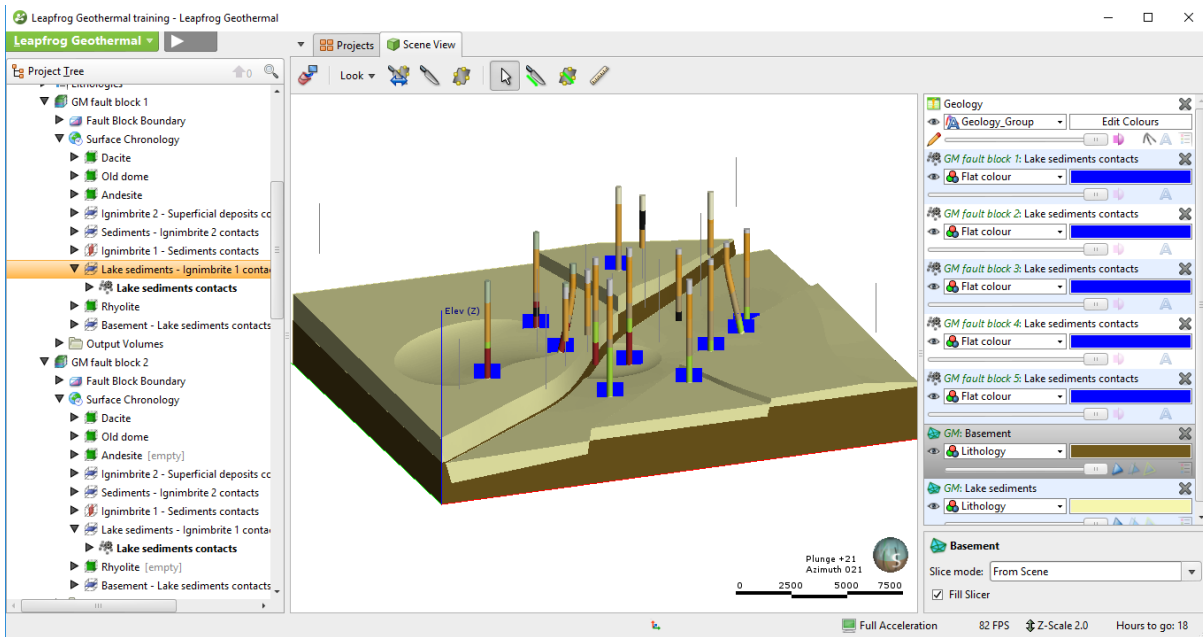 Leapfrog Geothermal training - Leapfrog Geothermal
Leapfrog Geothermal
Projects
Scene View
Project Tree
0
Look
Lithologies
GM fault block 1
Fault Block Boundary
Surface Chronology
Dacite
Old dome
Andesite
Ignimbrite 2 - Superficial deposits cc
Sediments - Ignimbrite 2 contacts
Ignimbrite 1 - Sediments contacts
Lake sediments - Ignimbrite 1 conta
Lake sediments contacts
Rhyolite
Basement - Lake sediments contacts
Output Volumes
GM fault block 2
Fault Block Boundary
Surface Chronology
Dacite
Old dome
Andesite [empty]
Ignimbrite 2 - Superficial deposits cc
Sediments - Ignimbrite 2 contacts
Ignimbrite 1 - Sediments contacts
Lake sediments - Ignimbrite 1 conta
Lake sediments contacts
Rhyolite [empty]
Basement - Lake sediments contacts
Elev (Z)
Plunge +21
Azimuth 021
0 2500 5000 7500
Geology
Geology_Group Edit Colours
GM fault block 1: Lake sediments contacts
Flat colour
GM fault block 2: Lake sediments contacts
Flat colour
GM fault block 3: Lake sediments contacts
Flat colour
GM fault block 4: Lake sediments contacts
Flat colour
GM fault block 5: Lake sediments contacts
Flat colour
GM: Basement
Lithology
GM: Lake sediments
Lithology
Basement
Slice mode: From Scene
Fill Slicer
Full Acceleration 82 FPS Z-Scale 2.0 Hours to go: 18